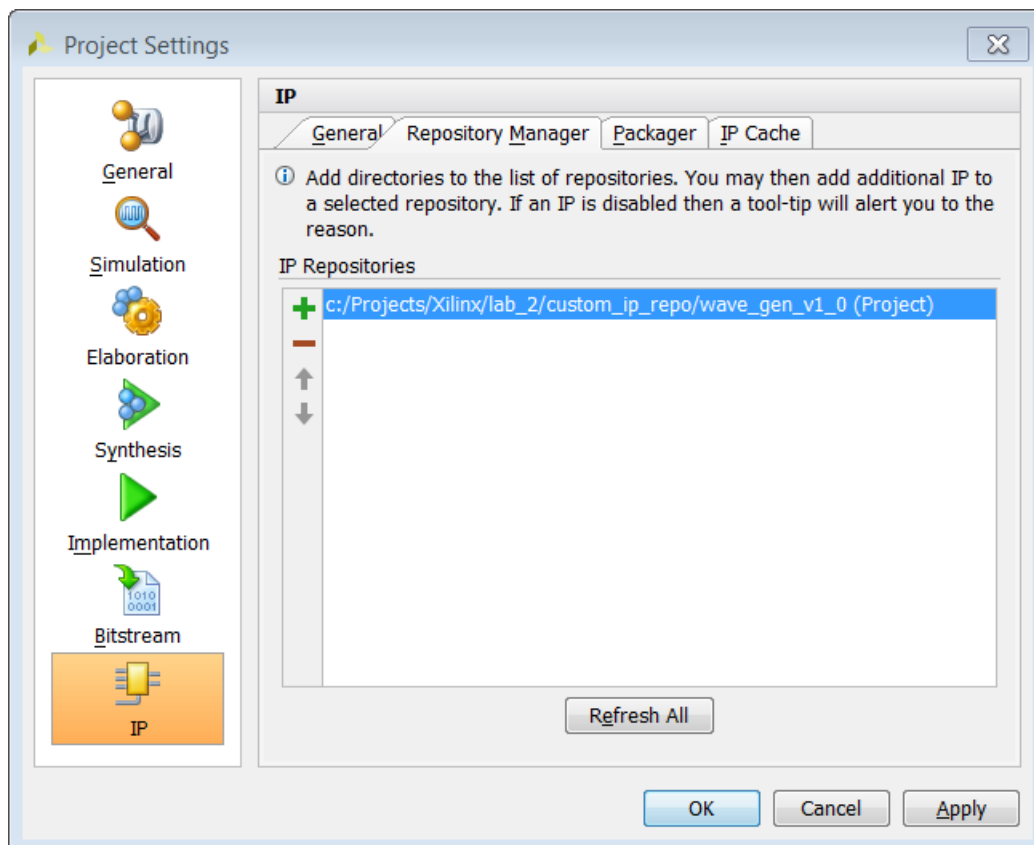 Project Settings
General
Simulation
Elaboration
Synthesis
Implementation
1010
0001
Bitstream
IP
IP
General
Repository Manager
Packager
IP Cache
Add directories to the list of repositories. You may then add additional IP to
a selected repository. If an IP is disabled then a tool-tip will alert you to the
reason.
IP Repositories
c:/Projects/Xilinx/lab_2/custom_ip_repo/wave_gen_v1_0 (Project)
Refresh All
OK
Cancel
Apply